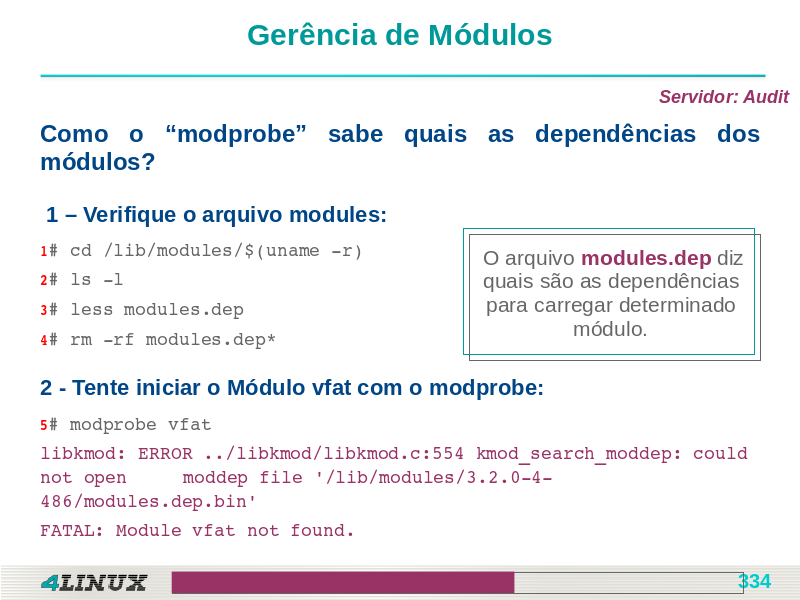 Gerência de Módulos
Servidor: Audit
Como o “modprobe” sabe quais as dependências dos
módulos?
1 – Verifique o arquivo modules:
1# cd /lib/modules/$(uname –r)
2# ls –l
3# less modules.dep
4# rm –rf modules.dep*
O arquivo modules.dep diz
quais são as dependências
para carregar determinado
módulo.
2 - Tente iniciar o Módulo vfat com o modprobe:
5# modprobe vfat
libkmod: ERROR ../libkmod/libkmod.c:554 kmod_search_moddep: could
not open moddep file '/lib/modules/3.2.0–4–
486/modules.dep.bin'
FATAL: Module vfat not found.
4LINUX
334